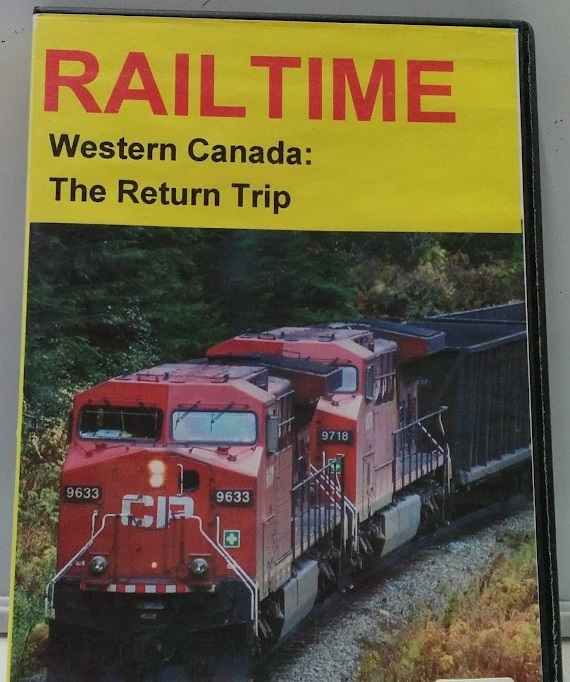 RAILTIME
Western Canada:
The Return Trip
9718
9633
CP
9633